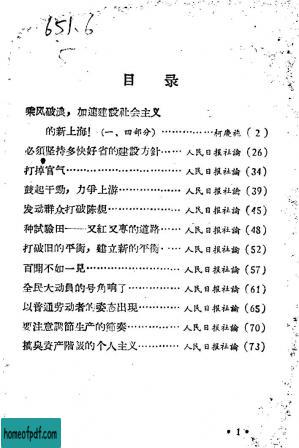 651.6
目录
乘风破浪，加速建設社会主义
的新上海！（一、四部分）……………柯慶施（2）
必須坚持多快好省的建設方針……人民日报社論（26）
打掉官气………………人民日报社論（34）
鼓起干勁，力爭上游……………人民日报社論（39）
发动群众打破陈規……………人民日报社論（45）
种試驗田——又紅又专的道路……人民日报社論（48）
打破旧的平衡，建立新的平衡……人民日报社論（52）
百聞不如一見………………人民日报社論（57）
全民大动員的号角响了……………人民日报社論（61）
以普通劳动者的姿态出現…………人民日报社論（65）
要注意調節生产的節奏……………人民日报社論（70）
搞臭資产階級的个人主义…………人民日报社論（73）
·1·
homeofpdf.com